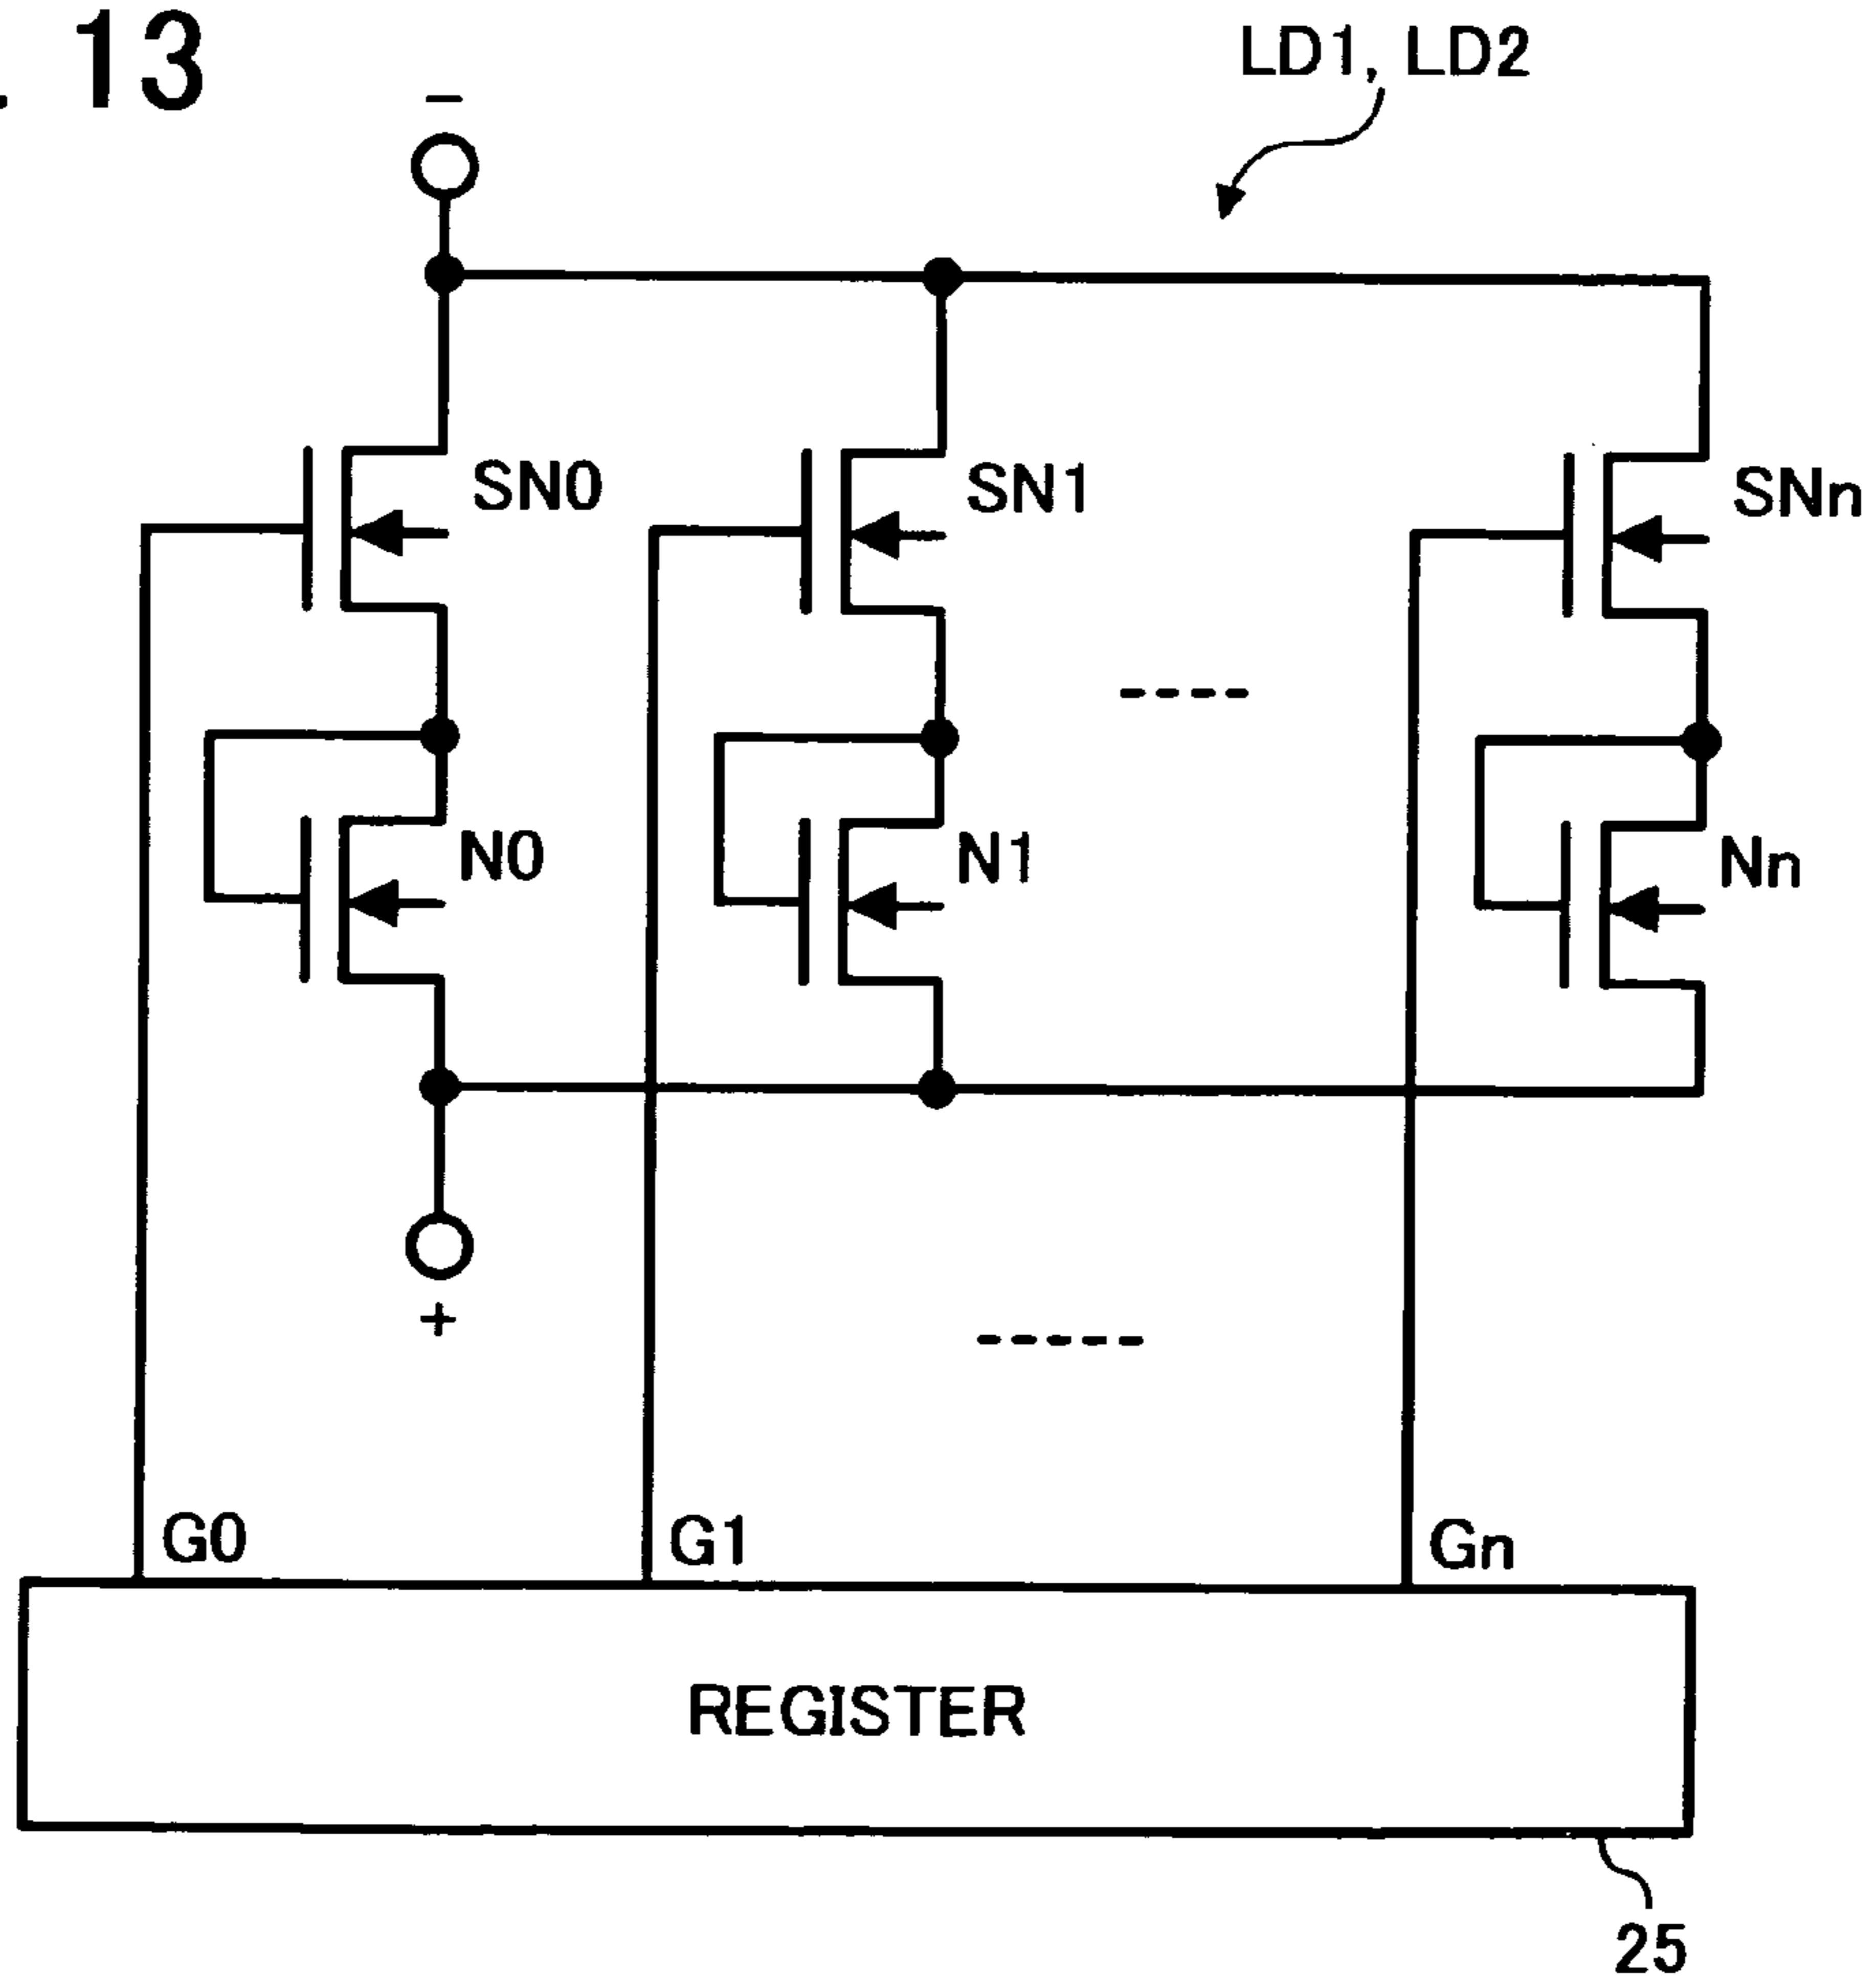 . 13
LD1, LD2
−
SN0
SN1
SNn
N0
N1
Nn
+
G0
G1
Gn
REGISTER
25